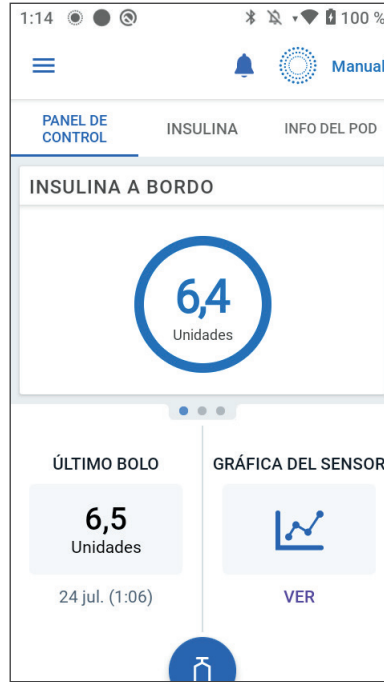 1:14 100 %
Manual
PANEL DE
CONTROL
INSULINA
INFO DEL POD
INSULINA A BORDO
6,4
Unidades
ÚLTIMO BOLO
GRÁFICA DEL SENSOR
6,5
Unidades
24 jul. (1:06)
VER